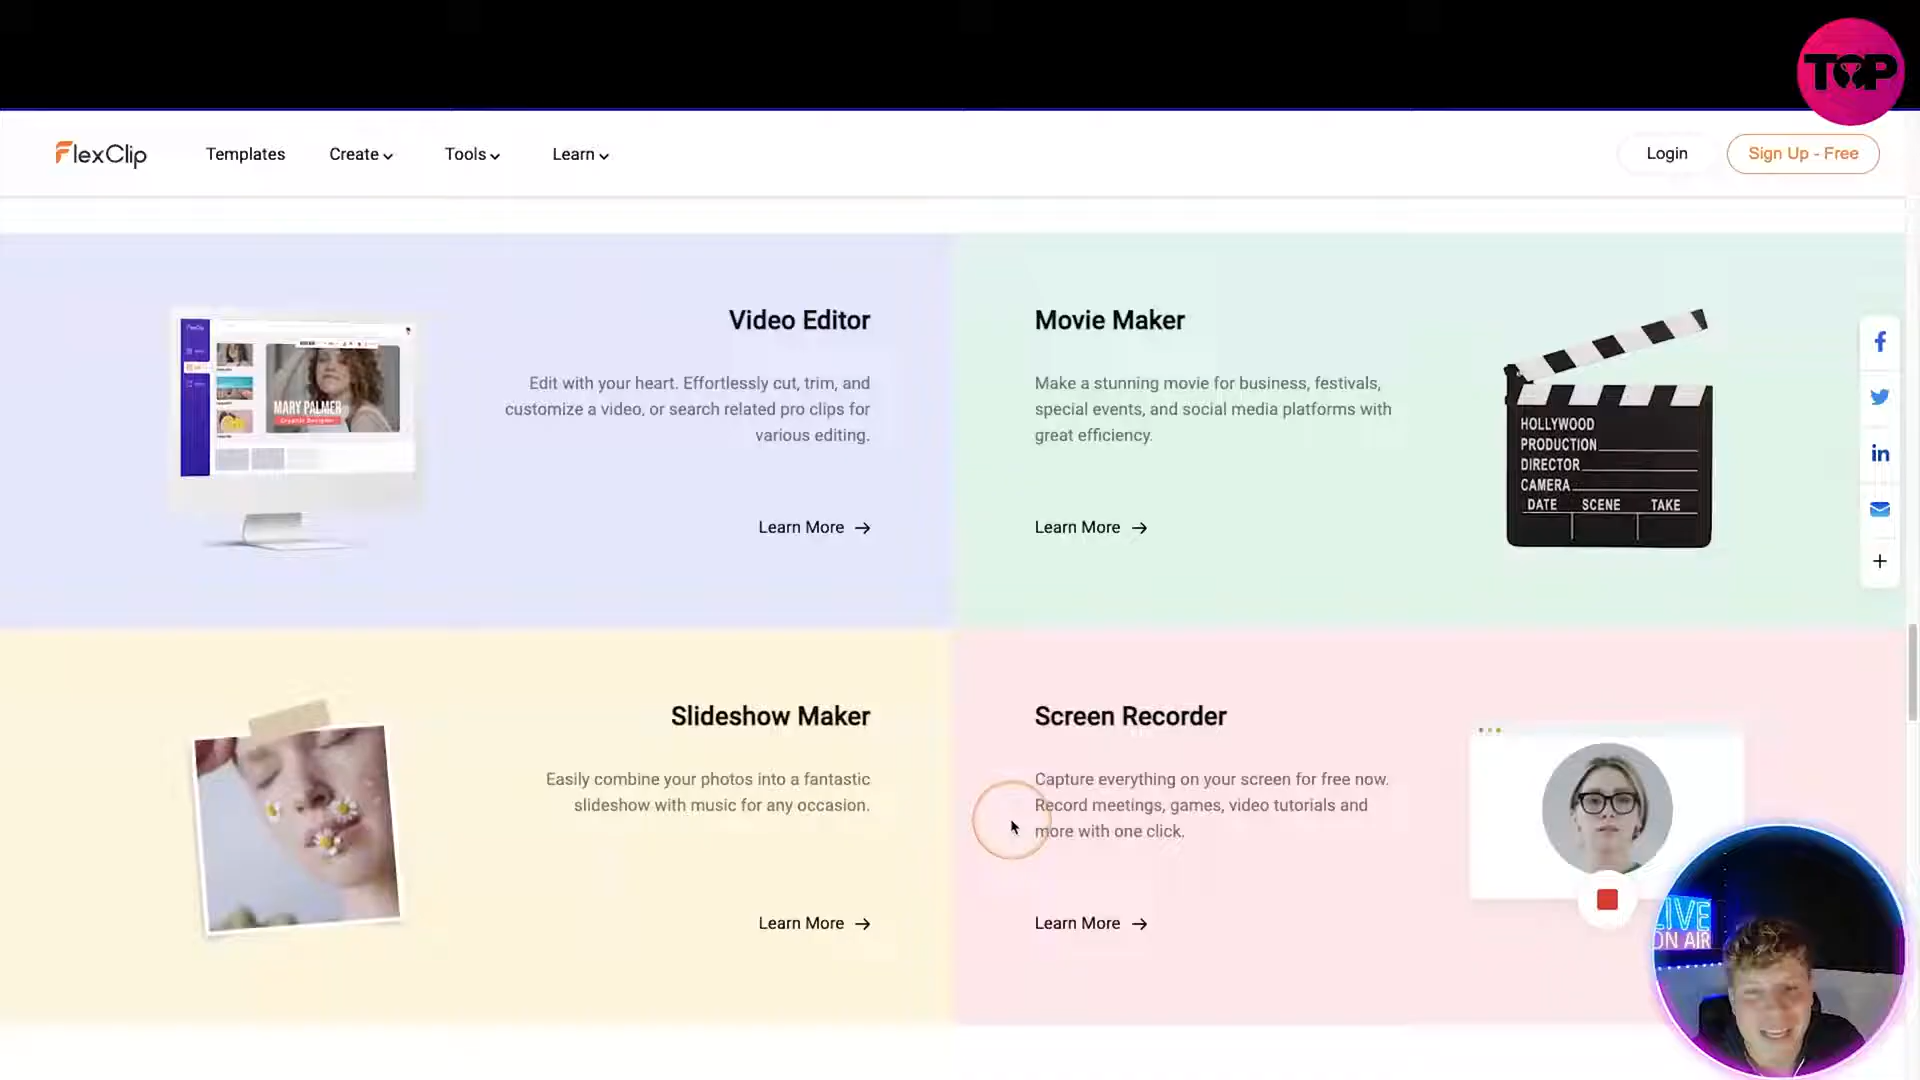 TOP
FlexClip
Templates
Create
Tools
Learn
Login
Sign Up - Free
Video Editor
Edit with your heart. Effortlessly cut, trim, and
customize a video, or search related pro clips for
various editing.
Learn More
MARY PALMER
Organic Designer
Movie Maker
Make a stunning movie for business, festivals,
special events, and social media platforms with
great efficiency.
Learn More
HOLLYWOOD
PRODUCTION
DIRECTOR
CAMERA
DATE SCENE TAKE
Slideshow Maker
Easily combine your photos into a fantastic
slideshow with music for any occasion.
Learn More
Screen Recorder
Capture everything on your screen for free now.
Record meetings, games, video tutorials and
more with one click.
Learn More
LIVE
ON AIR